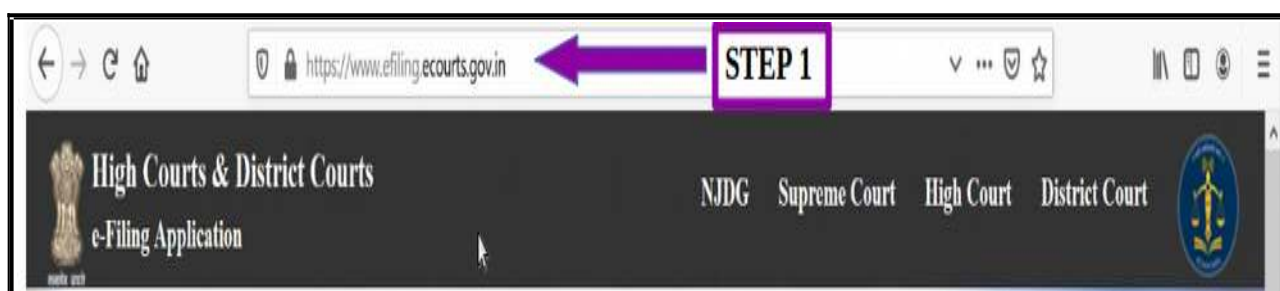 https://www.efiling.ecourts.gov.in
STEP 1
High Courts & District Courts
e-Filing Application
NJDG Supreme Court High Court District Court